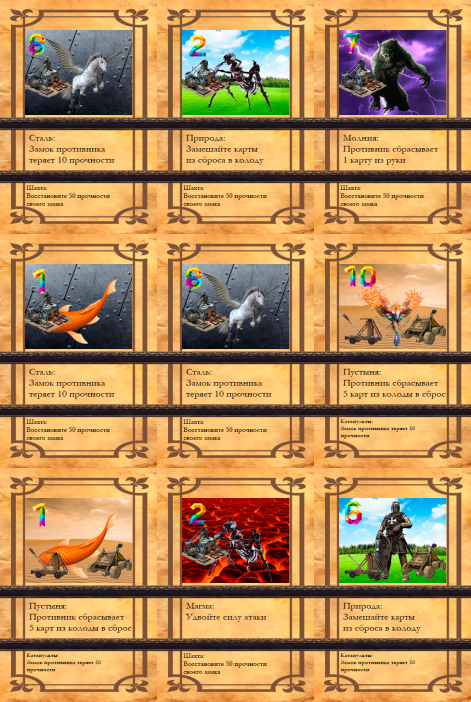 8
Сталь:
Замок противника
теряет 10 прочности
Шахта:
Восстановите 50 прочности
своего замка
2
Природа:
Замешайте карты
из сброса в колоду
Шахта:
Восстановите 50 прочности
своего замка
7
Молния:
Противник сбрасывает
1 карту из руки
Шахта:
Восстановите 50 прочности
своего замка
1
Сталь:
Замок противника
теряет 10 прочности
Шахта:
Восстановите 50 прочности
своего замка
8
Сталь:
Замок противника
теряет 10 прочности
Шахта:
Восстановите 50 прочности
своего замка
10
Пустыня:
Противник сбрасывает
5 карт из колоды в сброс
Катапульты:
Замок противника теряет 50
прочности
1
Пустыня:
Противник сбрасывает
5 карт из колоды в сброс
Катапульты:
Замок противника теряет 50
прочности
2
Магма:
Удвойте силу атаки
Шахта:
Восстановите 50 прочности
своего замка
6
Природа:
Замешайте карты
из сброса в колоду
Катапульты:
Замок противника теряет 50
прочности